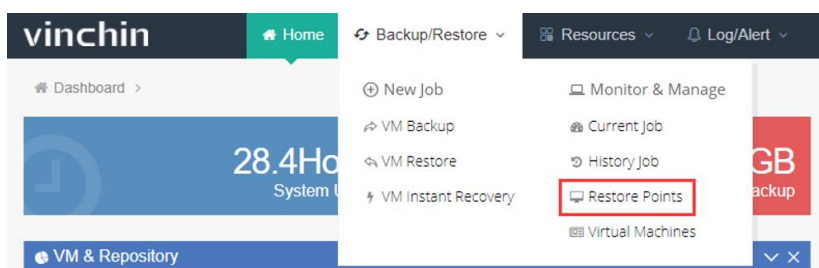 vinchin Home Backup/Restore Resources Log/Alert
Dashboard >
New Job Monitor & Manage
VM Backup Current Job
VM Restore History Job
VM Instant Recovery Restore Points
Virtual Machines
28.4Ho GB
System U ackup
VM & Repository